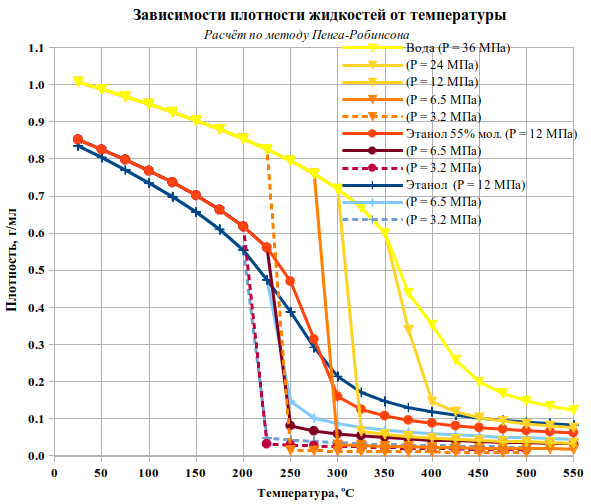 Зависимости плотности жидкостей от температуры
Расчёт по методу Пенга-Робинсона
Вода (P = 36 МПа)
(P = 24 МПа)
(P = 12 МПа)
(P = 6.5 МПа)
(P = 3.2 МПа)
Этанол 55% мол. (P = 12 МПа)
(P = 6.5 МПа)
(P = 3.2 МПа)
Этанол (P = 12 МПа)
(P = 6.5 МПа)
(P = 3.2 МПа)
Плотность, г/мл
1.1
1.0
0.9
0.8
0.7
0.6
0.5
0.4
0.3
0.2
0.1
0.0
0 50 100 150 200 250 300 350 400 450 500 550
Температура, °C